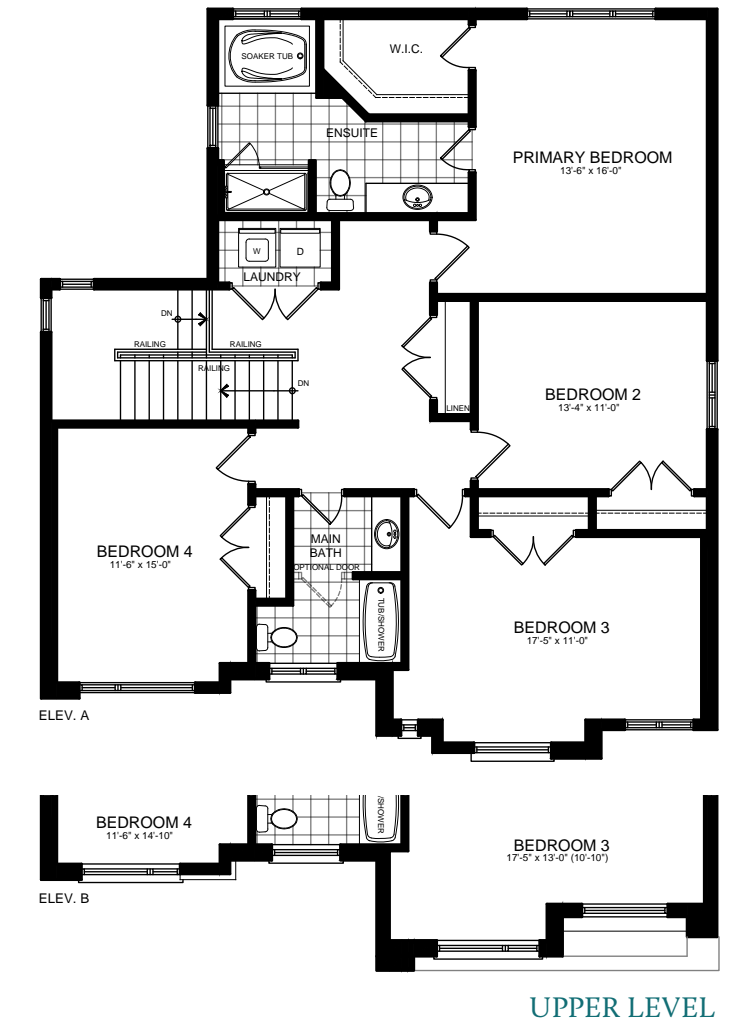 SOAKER TUB
W.I.C.
ENSUITE
PRIMARY BEDROOM
13'-6" x 16'-0"
W
D
LAUNDRY
DN
RAILING
RAILING
RAILING
DN
LINEN
BEDROOM 2
13'-4" x 11'-0"
BEDROOM 4
11'-6" x 15'-0"
MAIN
BATH
OPTIONAL DOOR
TUB/SHOWER
BEDROOM 3
17'-5" x 11'-0"
ELEV. A
BEDROOM 4
11'-6" x 14'-10"
/SHOWER
BEDROOM 3
17'-5" x 13'-0" (10'-10")
ELEV. B
UPPER LEVEL